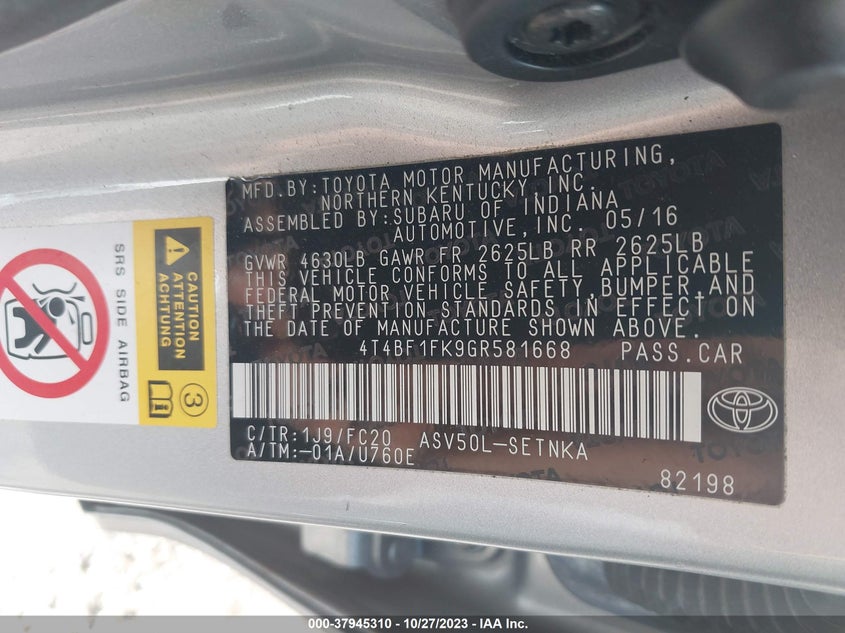 MFD.BY:TOYOTA MOTOR MANUFACTURING,
NORTHERN KENTUCKY, INC.
ASSEMBLED BY:SUBARU OF INDIANA
AUTOMOTIVE,INC. 05/16
GVWR 4630LB GAWR FR 2625LB RR 2625LB
THIS VEHICLE CONFORMS TO ALL APPLICABLE
FEDERAL MOTOR VEHICLE SAFETY, BUMPER, AND
THEFT PREVENTION STANDARDS IN EFFECT ON
THE DATE OF MANUFACTURE SHOWN ABOVE.
4T4BF1FK9GR581668 PASS.CAR
C/TR:1J9/FC20 ASV50L-SETNKA
A/TM:-01A/U760E
82198
SRS SIDE AIRBAG
CAUTION
ATTENTION
ACHTUNG
3
000-37945310 - 10/27/2023 - IAAI.COM